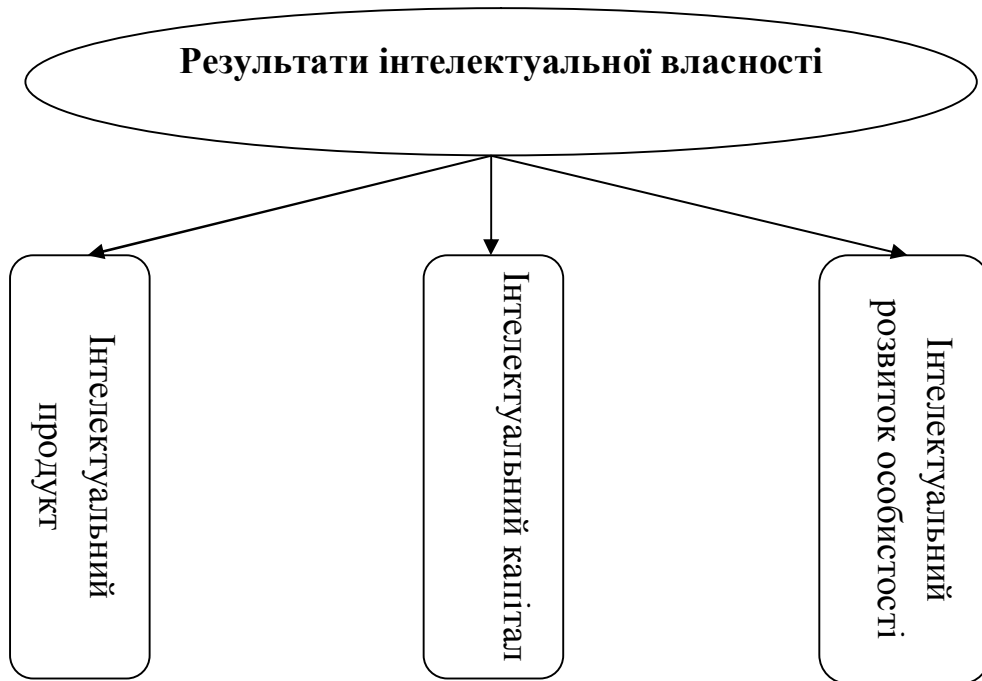 Результати інтелектуальної власності
Інтелектуальний
продукт
Інтелектуальний капітал
Інтелектуальний
розвиток особистості